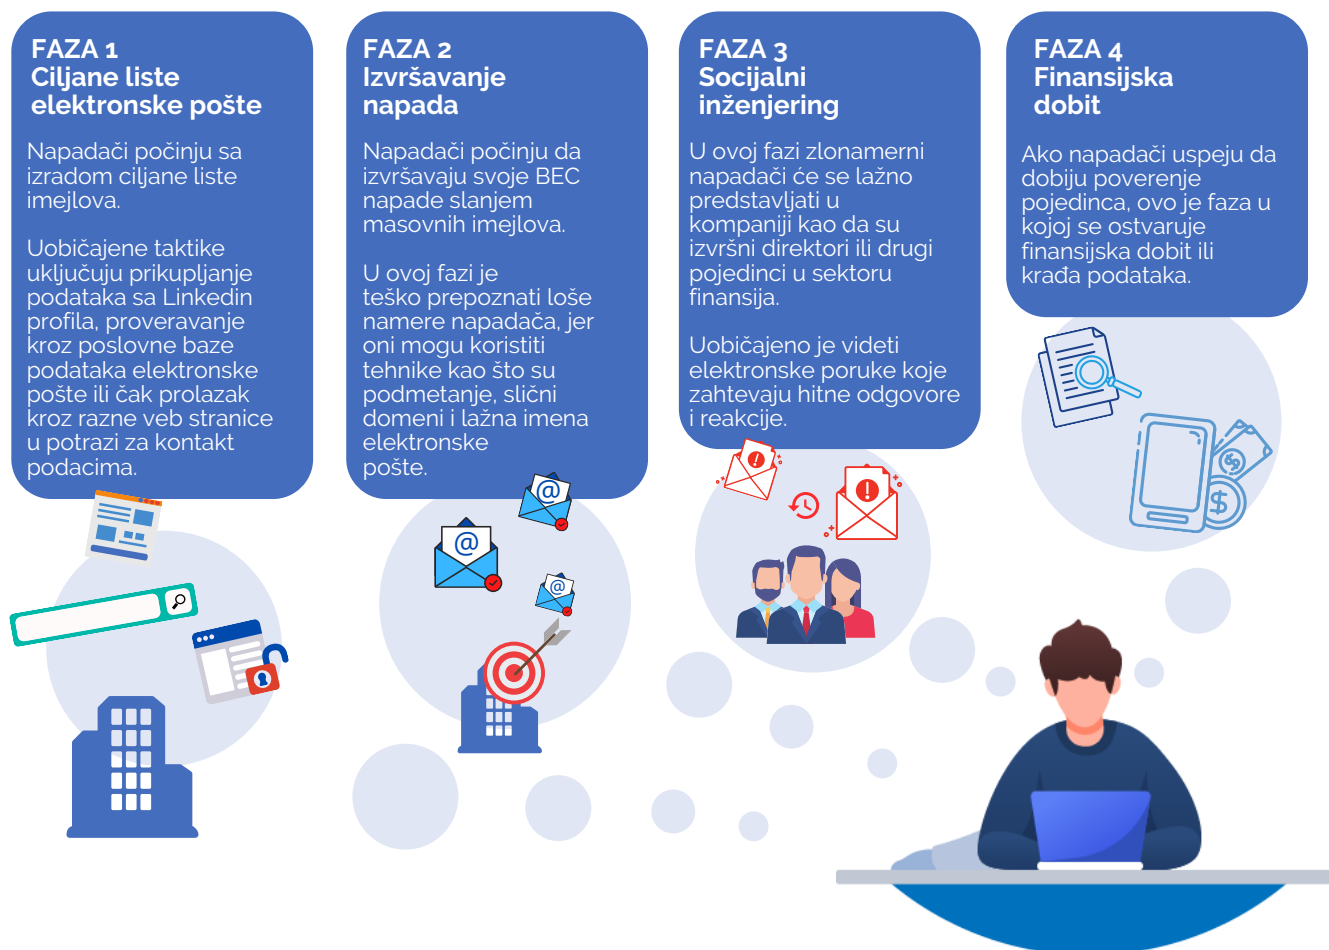 FAZA 1
Ciljane liste
elektronske pošte
Napadači počinju sa
izradom ciljane liste
imejlova.
Uobičajene taktike
uključuju prikupljanje
podataka sa Linkedin
profila, proveravanje
kroz poslovne baze
podataka elektronske
pošte ili čak prolazak
kroz razne veb stranice
u potrazi za kontakt
podacima.
FAZA 2
Izvršavanje
napada
Napadači počinju da
izvršavaju svoje BEC
napade slanjem
masovnih imejlova.
U ovoj fazi je
teško prepoznati loše
namere napadača, jer
oni mogu koristiti
tehnike kao što su
podmetanje, slični
domeni i lažna imena
elektronske
pošte.
FAZA 3
Socijalni
inženjering
U ovoj fazi zlonamerni
napadači će se lažno
predstavljati u
kompaniji kao da su
izvršni direktori ili drugi
pojedinci u sektoru
finansija.
Uobičajeno je videti
elektronske poruke koje
zahtevaju hitne odgovore
i reakcije.
FAZA 4
Finansijska
dobit
Ako napadači uspeju da
dobiju poverenje
pojedinca, ovo je faza u
kojoj se ostvaruje
finansijska dobit ili
krađa podataka.